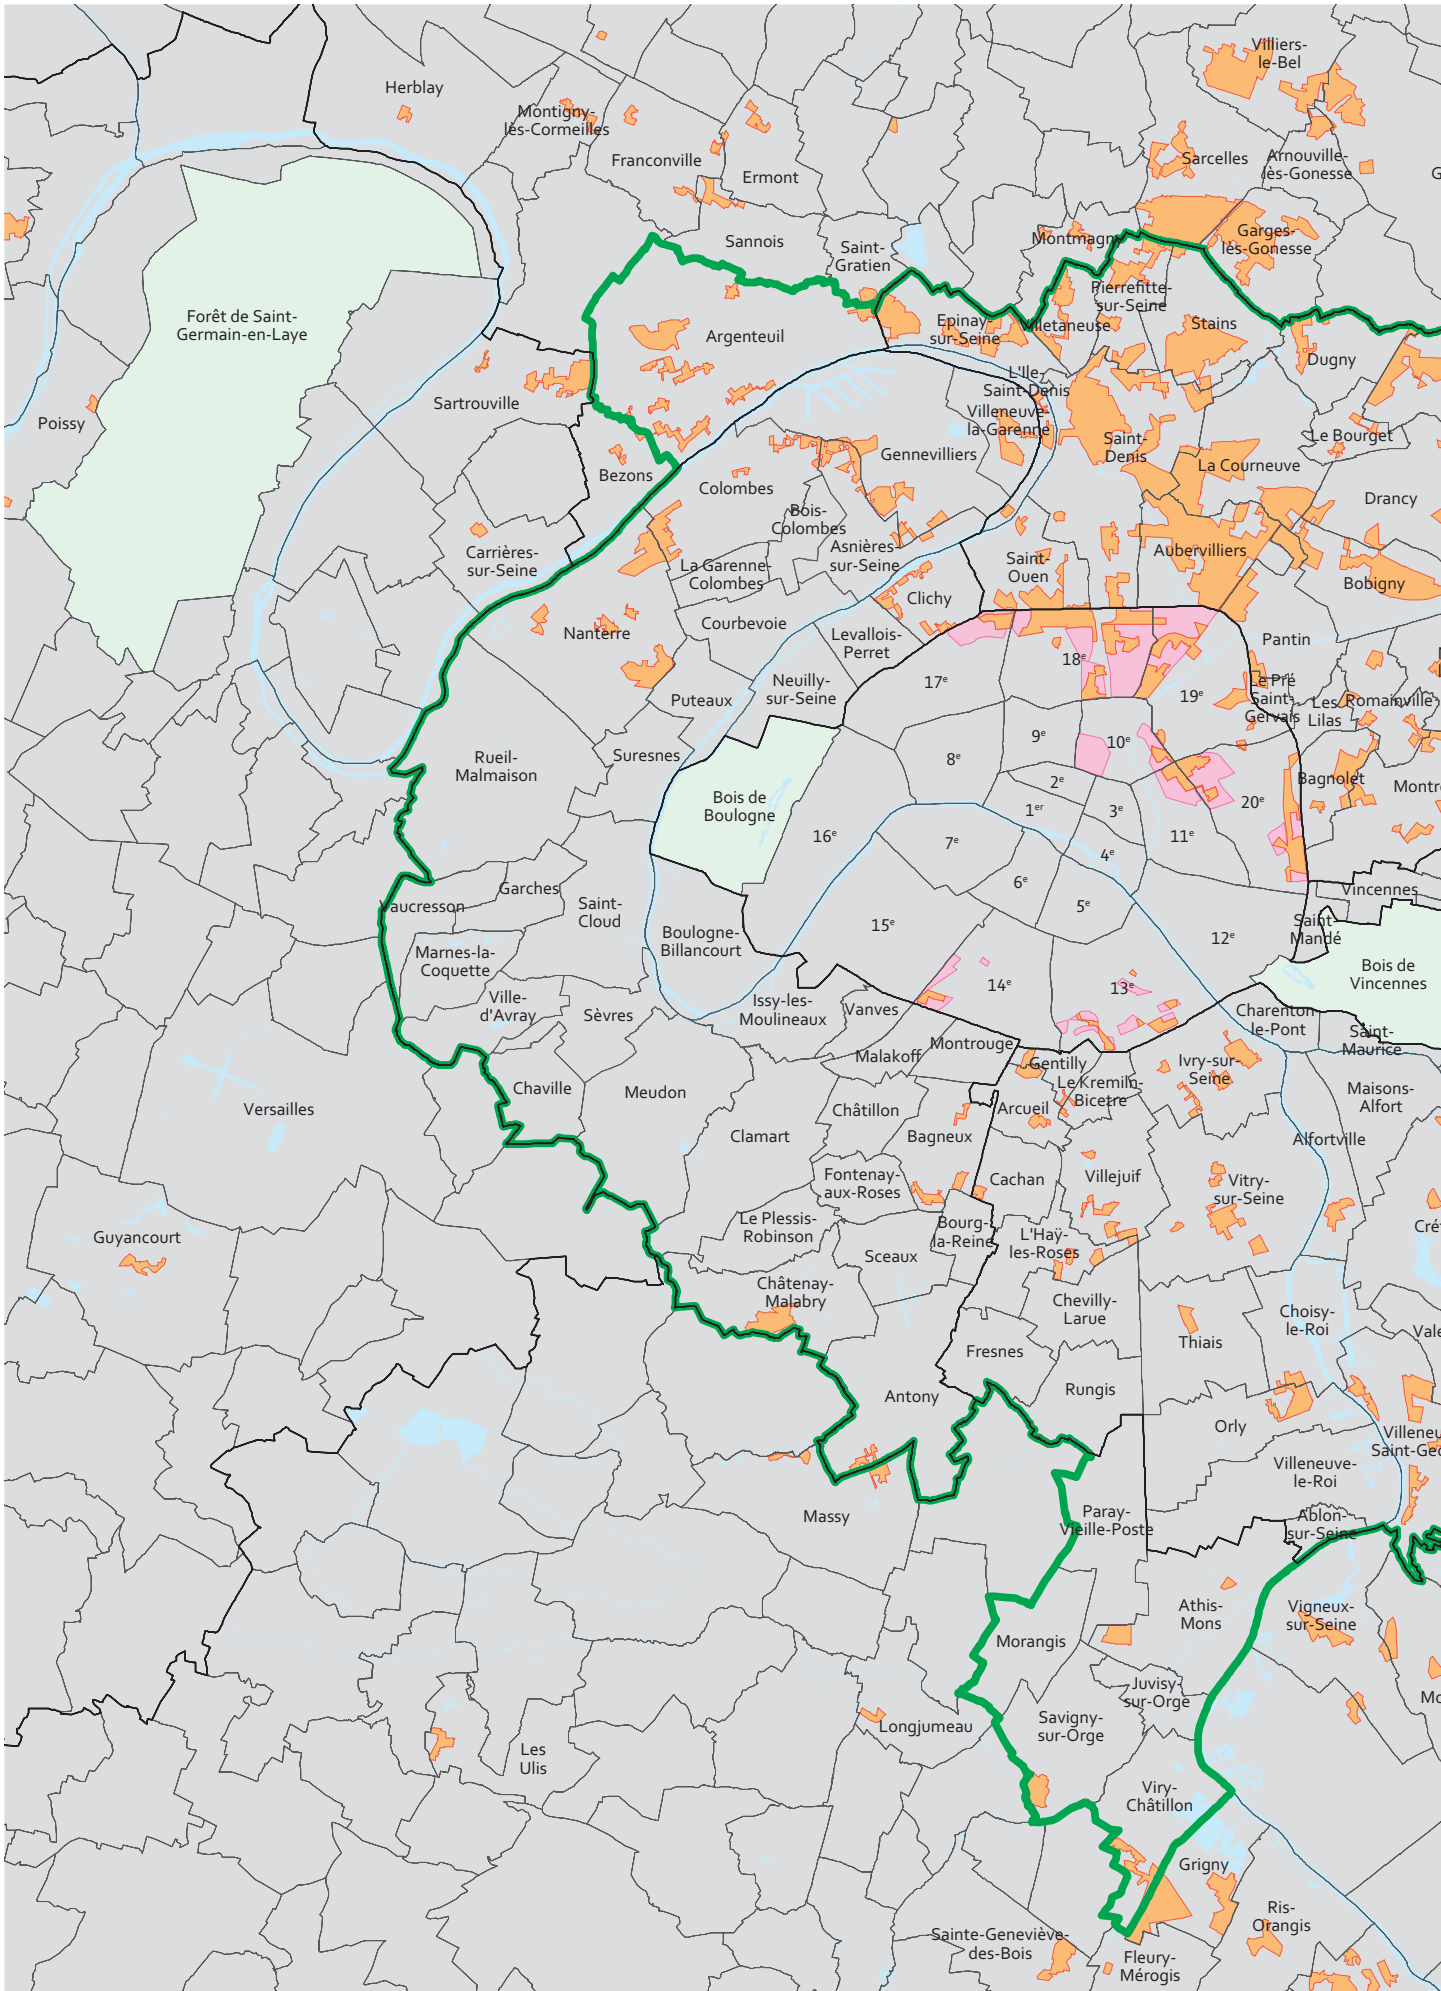 Villiers-
le-Bel
Herblay
Montigny-
lès-Cormeilles
Franconville
Ermont
Sarcelles
Arnouville-
lès-Gonesse
G
Sannois
Saint-
Gratien
Montmagny
Garges-
lès-Gonesse
Forêt de Saint-
Germain-en-Laye
Argenteuil
Epinay-
sur-Seine
Villetaneuse
Pierrefitte-
sur-Seine
Stains
Dugny
Poissy
Sartrouville
L'Ile-
Saint-Denis
Villeneuve-
la-Garenne
Saint-
Denis
Le Bourget
Bezons
Colombes
Gennevilliers
La Courneuve
Drancy
Bois-
Colombes
Carrières-
sur-Seine
La Garenne-
Colombes
Asnières-
sur-Seine
Saint-
Ouen
Aubervilliers
Bobigny
Clichy
Nanterre
Courbevoie
Levallois-
Perret
Pantin
Puteaux
Neuilly-
sur-Seine
17e
18e
19e
Le Pré
Saint-
Gervais
Les
Lilas
Romainville
Rueil-
Malmaison
Suresnes
8e
9e
10e
Bagnolet
Montre
Bois de
Boulogne
2e
1er
3e
20e
16e
7e
4e
11e
6e
5e
Vincennes
Garches
Vaucresson
Saint-
Cloud
15e
12e
Saint-
Mandé
Boulogne-
Billancourt
Marnes-la-
Coquette
Bois de
Vincennes
Ville-
d'Avray
Sèvres
Issy-les-
Moulineaux
Vanves
14e
13e
Charenton-
le-Pont
Saint-
Maurice
Malakoff
Montrouge
Gentilly
Le Kremlin-
Bicetre
Ivry-sur-
Seine
Maisons-
Alfort
Versailles
Chaville
Meudon
Châtillon
Arcueil
Clamart
Bagneux
Alfortville
Fontenay-
aux-Roses
Cachan
Villejuif
Vitry-
sur-Seine
Guyancourt
Le Plessis-
Robinson
Bourg-
la-Reine
L'Haÿ-
les-Roses
Cré
Sceaux
Châtenay-
Malabry
Chevilly-
Larue
Choisy-
le-Roi
Thiais
Vale
Fresnes
Antony
Rungis
Orly
Villeneu
Saint-Geo
Villeneuve-
le-Roi
Massy
Paray-
Vieille-Poste
Ablon-
sur-Seine
Athis-
Mons
Vigneux-
sur-Seine
Morangis
Juvisy-
sur-Orge
Mo
Longjumeau
Savigny-
sur-Orge
Les
Ulis
Viry-
Châtillon
Grigny
Ris-
Orangis
Sainte-Geneviève-
des-Bois
Fleury-
Mérogis